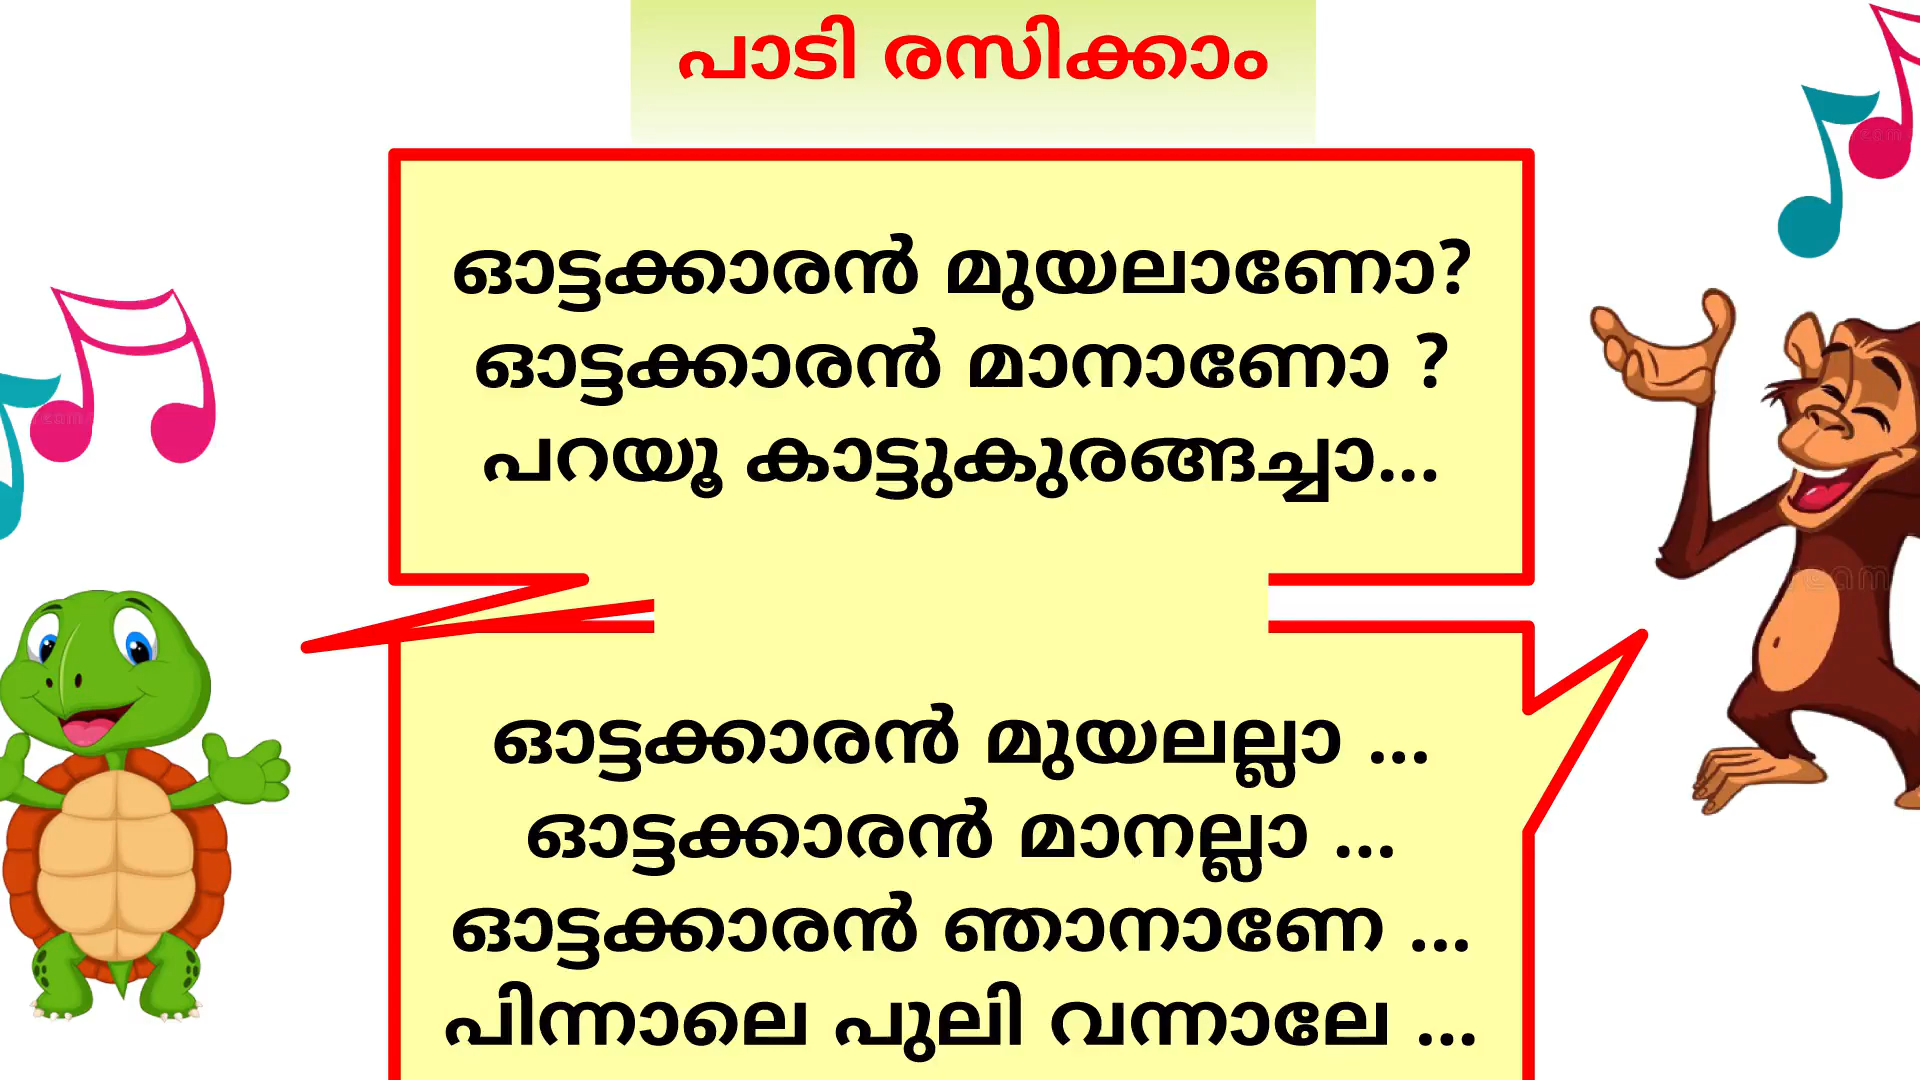 പാടി രസിക്കാം
ഓട്ടക്കാരൻ മുയലാണോ?
ഓട്ടക്കാരൻ മാനാണോ ?
പറയൂ കാട്ടുകുരങ്ങച്ചാ...
ഓട്ടക്കാരൻ മുയലല്ലാ ...
ഓട്ടക്കാരൻ മാനല്ലാ ...
ഓട്ടക്കാരൻ ഞാനാണേ ...
പിന്നാലെ പുലി വന്നാലേ ...